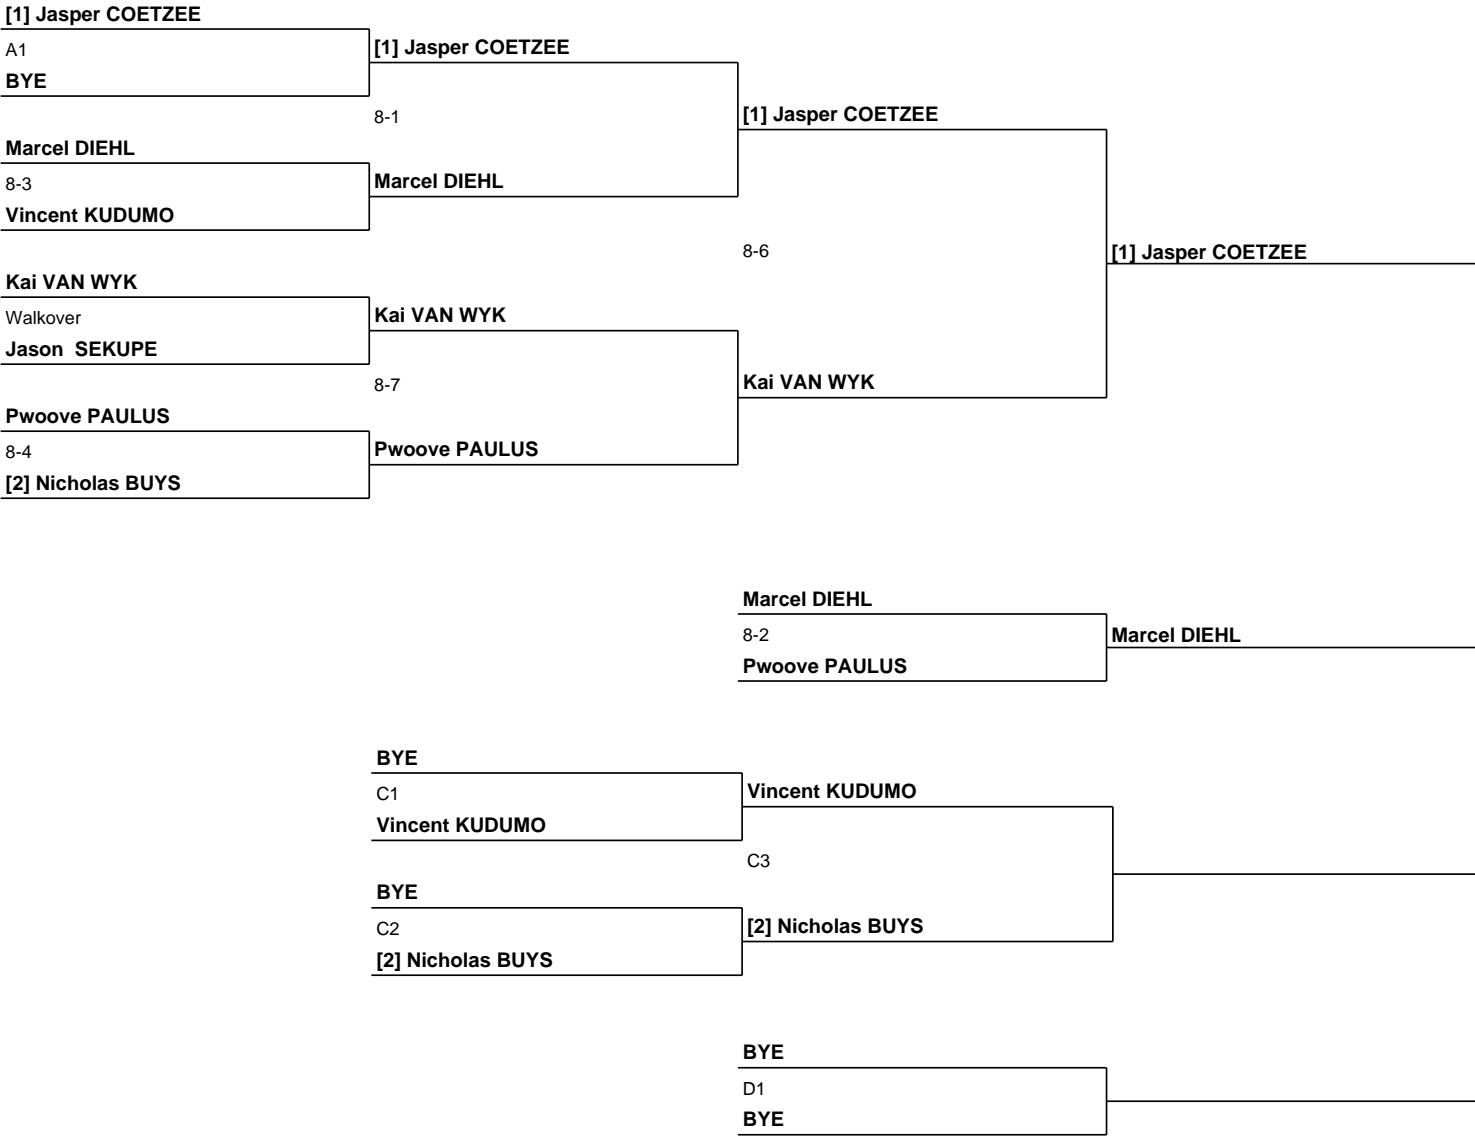 [1] Jasper COETZEE
A1
BYE
[1] Jasper COETZEE
8-1
[1] Jasper COETZEE
Marcel DIEHL
8-3
Vincent KUDUMO
Marcel DIEHL
8-6
[1] Jasper COETZEE
Kai VAN WYK
Walkover
Jason  SEKUPE
Kai VAN WYK
8-7
Kai VAN WYK
Pwoove PAULUS
8-4
[2] Nicholas BUYS
Pwoove PAULUS
Marcel DIEHL
8-2
Pwoove PAULUS
Marcel DIEHL
BYE
C1
Vincent KUDUMO
Vincent KUDUMO
C3
BYE
C2
[2] Nicholas BUYS
[2] Nicholas BUYS
BYE
D1
BYE